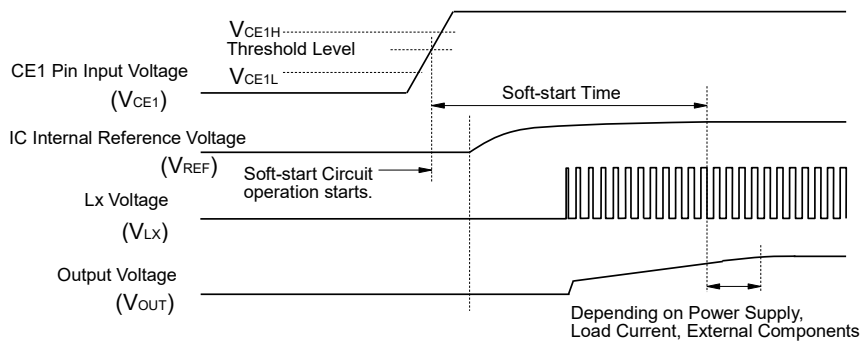 VCE1H
Threshold Level
VCE1L
CE1 Pin Input Voltage
(VCE1)
Soft-start Time
IC Internal Reference Voltage
(VREF)
Soft-start Circuit
operation starts.
Lx Voltage
(VLX)
Output Voltage
(VOUT)
Depending on Power Supply,
Load Current, External Components